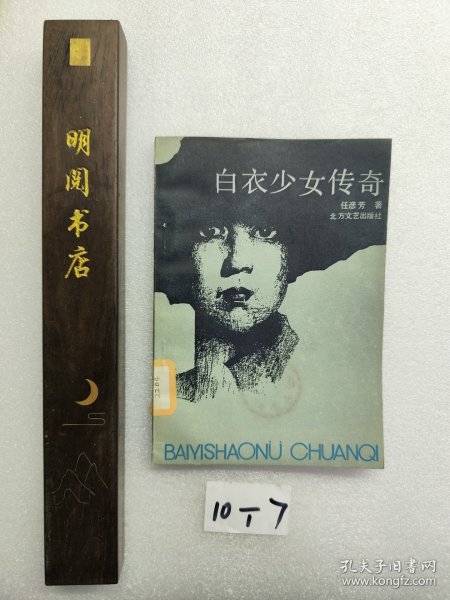 明阅书店
白衣少女传奇
任彦芳 著
北方文艺出版社
BAIYISHAONÜ CHUANQI
10-7
孔夫子旧书网
www.kongfz.com